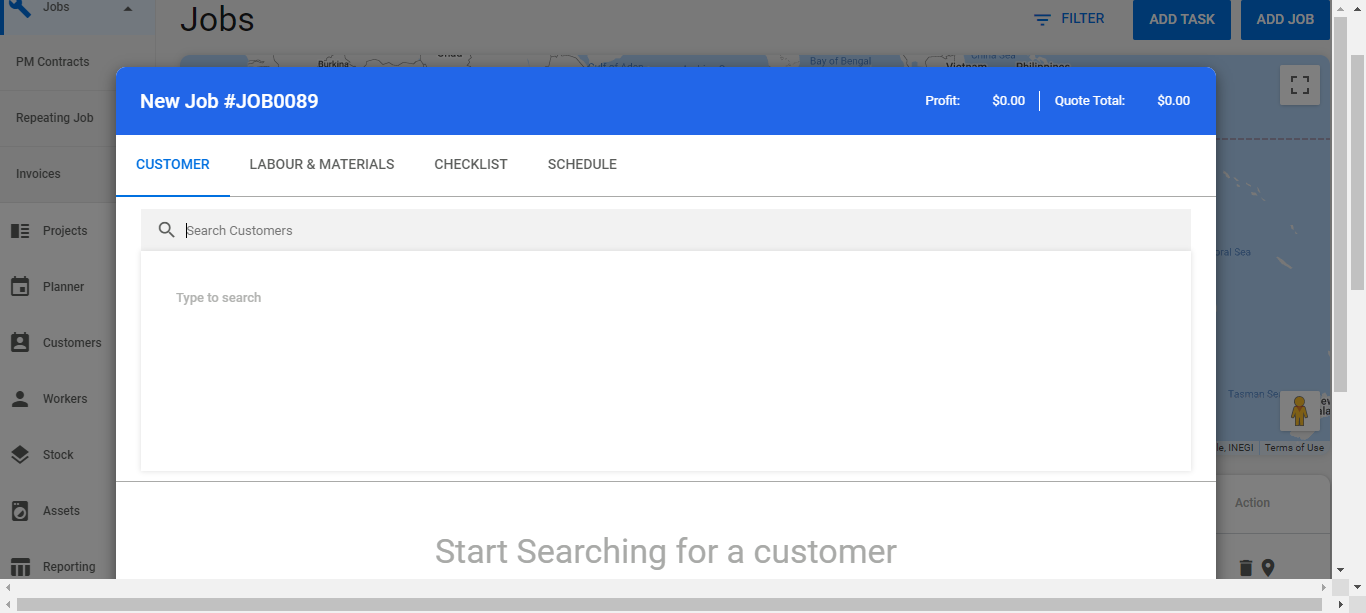 Jobs
Jobs
FILTER
ADD TASK
ADD JOB
PM Contracts
Repeating Job
Invoices
Projects
Planner
Customers
Workers
Stock
Assets
Reporting
Burkina
Bay of Bengal
Vietnam
Philippines
New Job #JOB0089
Profit: $0.00
Quote Total: $0.00
CUSTOMER
LABOUR & MATERIALS
CHECKLIST
SCHEDULE
Search Customers
Type to search
Start Searching for a customer
oral Sea
Tasman Se
le, INEGI
Terms of Use
Action